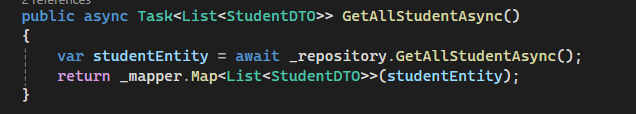 2 references
public async Task<List<StudentDTO>> GetAllStudentAsync()
{
var studentEntity = await _repository.GetAllStudentAsync();
return _mapper.Map<List<StudentDTO>>(studentEntity);
}